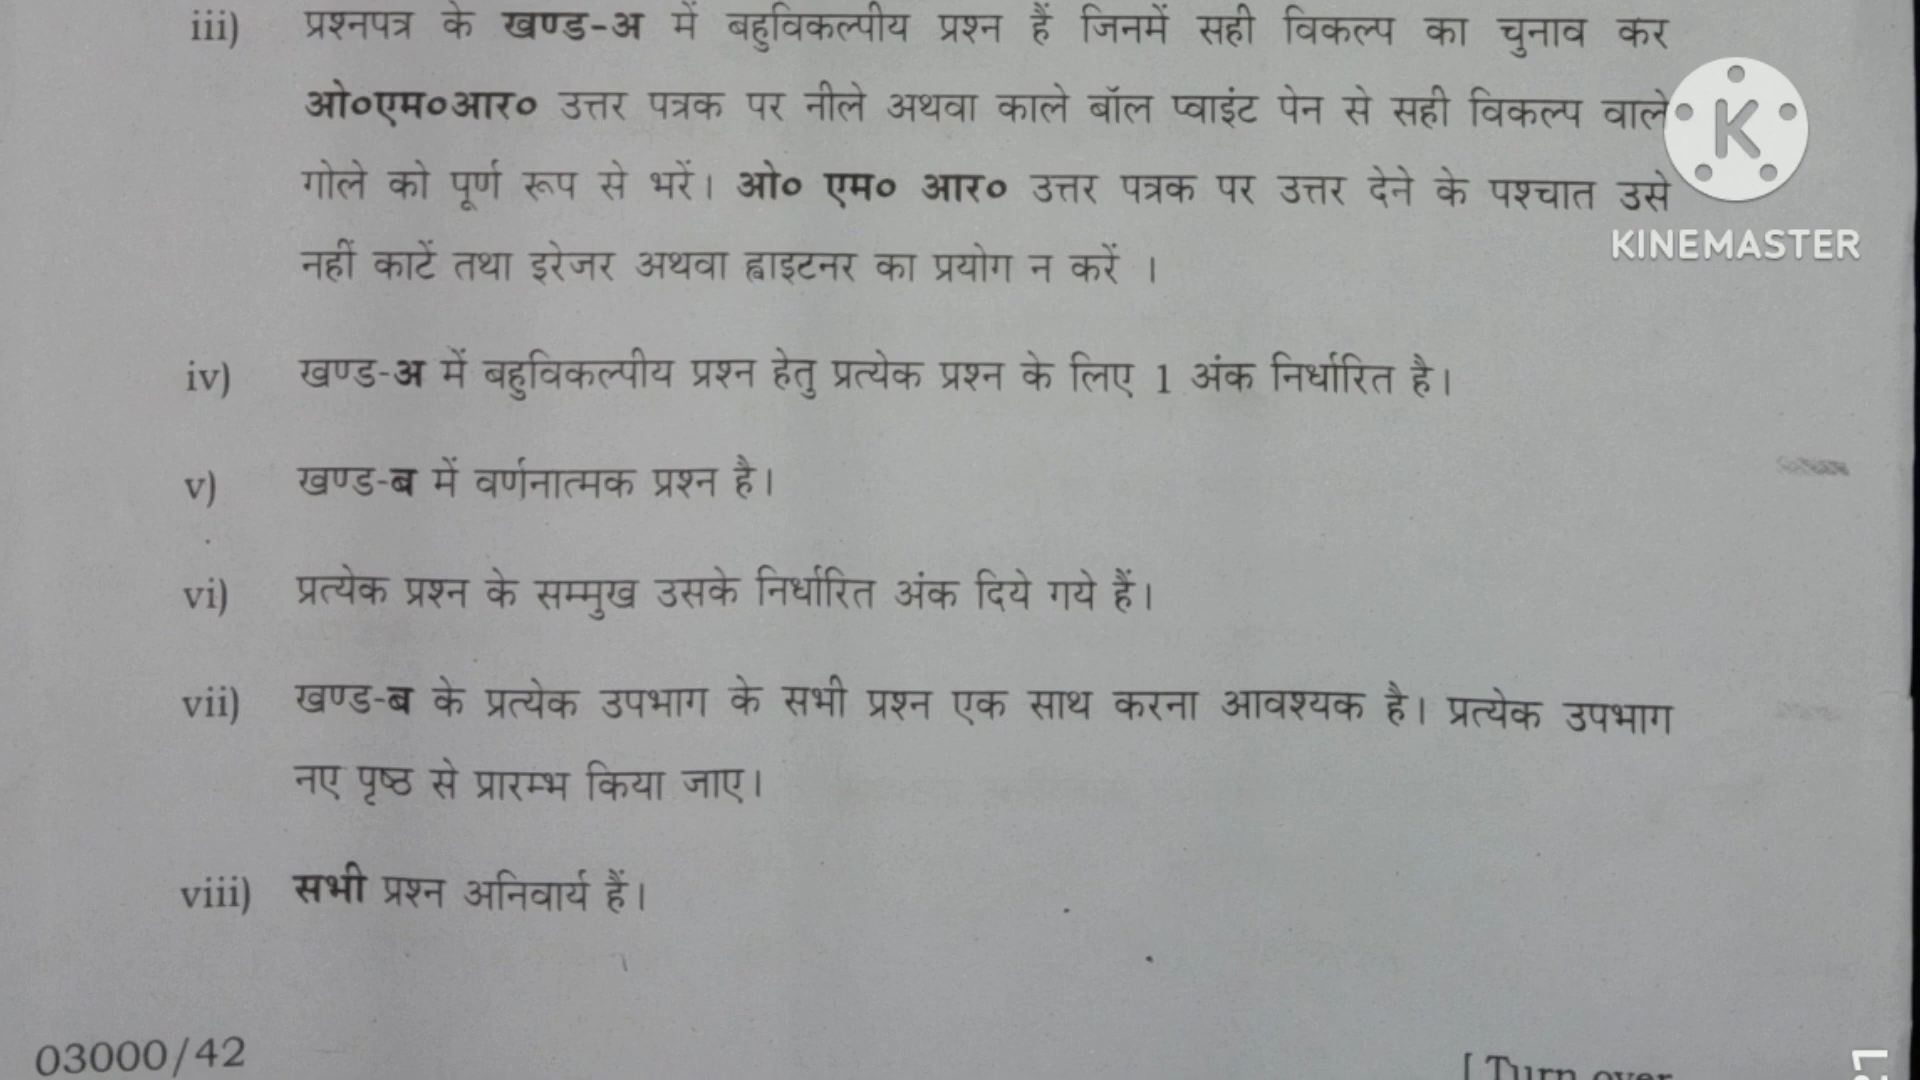 iii) प्रश्नपत्र के खण्ड-अ में बहुविकल्पीय प्रश्न हैं जिनमें सही विकल्प का चुनाव कर
ओ०एम०आर० उत्तर पत्रक पर नीले अथवा काले बॉल प्वाइंट पेन से सही विकल्प वाले
गोले को पूर्ण रूप से भरें। ओ० एम० आर० उत्तर पत्रक पर उत्तर देने के पश्चात उसे
नहीं काटें तथा इरेजर अथवा ह्वाइटनर का प्रयोग न करें ।
K
KINEMASTER
iv) खण्ड-अ में बहुविकल्पीय प्रश्न हेतु प्रत्येक प्रश्न के लिए 1 अंक निर्धारित है।
v) खण्ड-ब में वर्णनात्मक प्रश्न है।
vi) प्रत्येक प्रश्न के सम्मुख उसके निर्धारित अंक दिये गये हैं।
vii) खण्ड-ब के प्रत्येक उपभाग के सभी प्रश्न एक साथ करना आवश्यक है। प्रत्येक उपभाग
नए पृष्ठ से प्रारम्भ किया जाए।
viii) सभी प्रश्न अनिवार्य हैं।
03000/42
[ Turn over